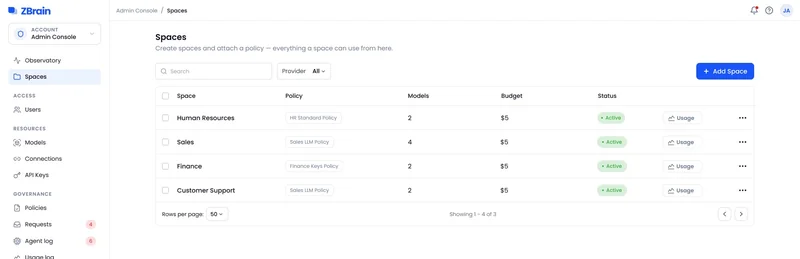 ZBrain
Admin Console / Spaces
JA
ACCOUNT
Admin Console
Observatory
Spaces
ACCESS
Users
RESOURCES
Models
Connections
API Keys
GOVERNANCE
Policies
Requests 4
Agent log 6
Usage log
Spaces
Create spaces and attach a policy — everything a space can use from here.
Search
Provider All
+ Add Space
Space Policy Models Budget Status
Human Resources HR Standard Policy 2 $5 Active Usage
Sales Sales LLM Policy 4 $5 Active Usage
Finance Finance Keys Policy 2 $5 Active Usage
Customer Support Sales LLM Policy 2 $5 Active Usage
Rows per page: 50 Showing 1 - 4 of 3